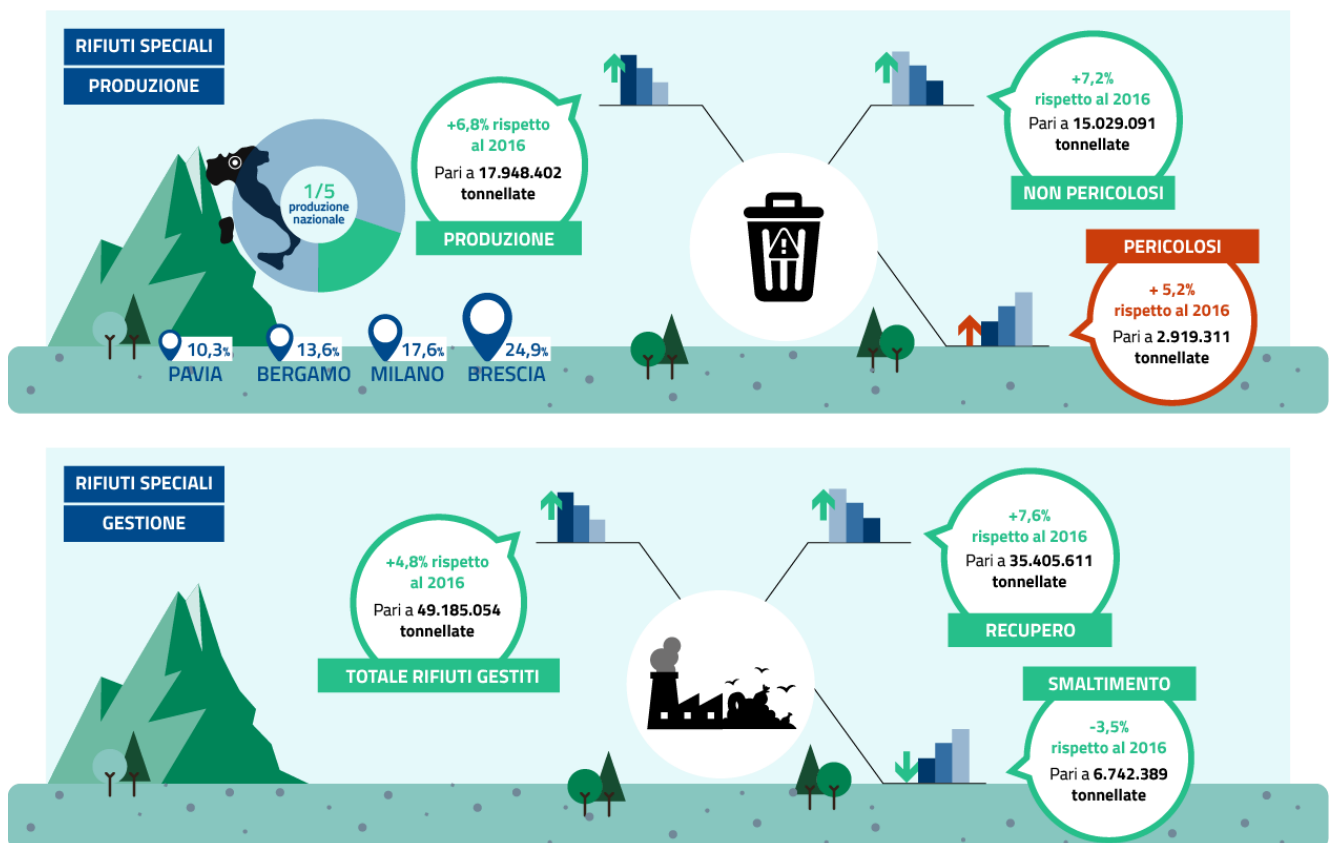 RIFIUTI SPECIALI
PRODUZIONE
1/5
produzione
nazionale
+6,8% rispetto
al 2016
Pari a 17.948.402
tonnellate
PRODUZIONE
+7,2%
rispetto al 2016
Pari a 15.029.091
tonnellate
NON PERICOLOSI
PERICOLOSI
+ 5,2%
rispetto al 2016
Pari a 2.919.311
tonnellate
10,3%
PAVIA
13,6%
BERGAMO
17,6%
MILANO
24,9%
BRESCIA
RIFIUTI SPECIALI
GESTIONE
+4,8% rispetto
al 2016
Pari a 49.185.054
tonnellate
TOTALE RIFIUTI GESTITI
+7,6%
rispetto al 2016
Pari a 35.405.611
tonnellate
RECUPERO
SMALTIMENTO
-3,5%
rispetto al 2016
Pari a 6.742.389
tonnellate